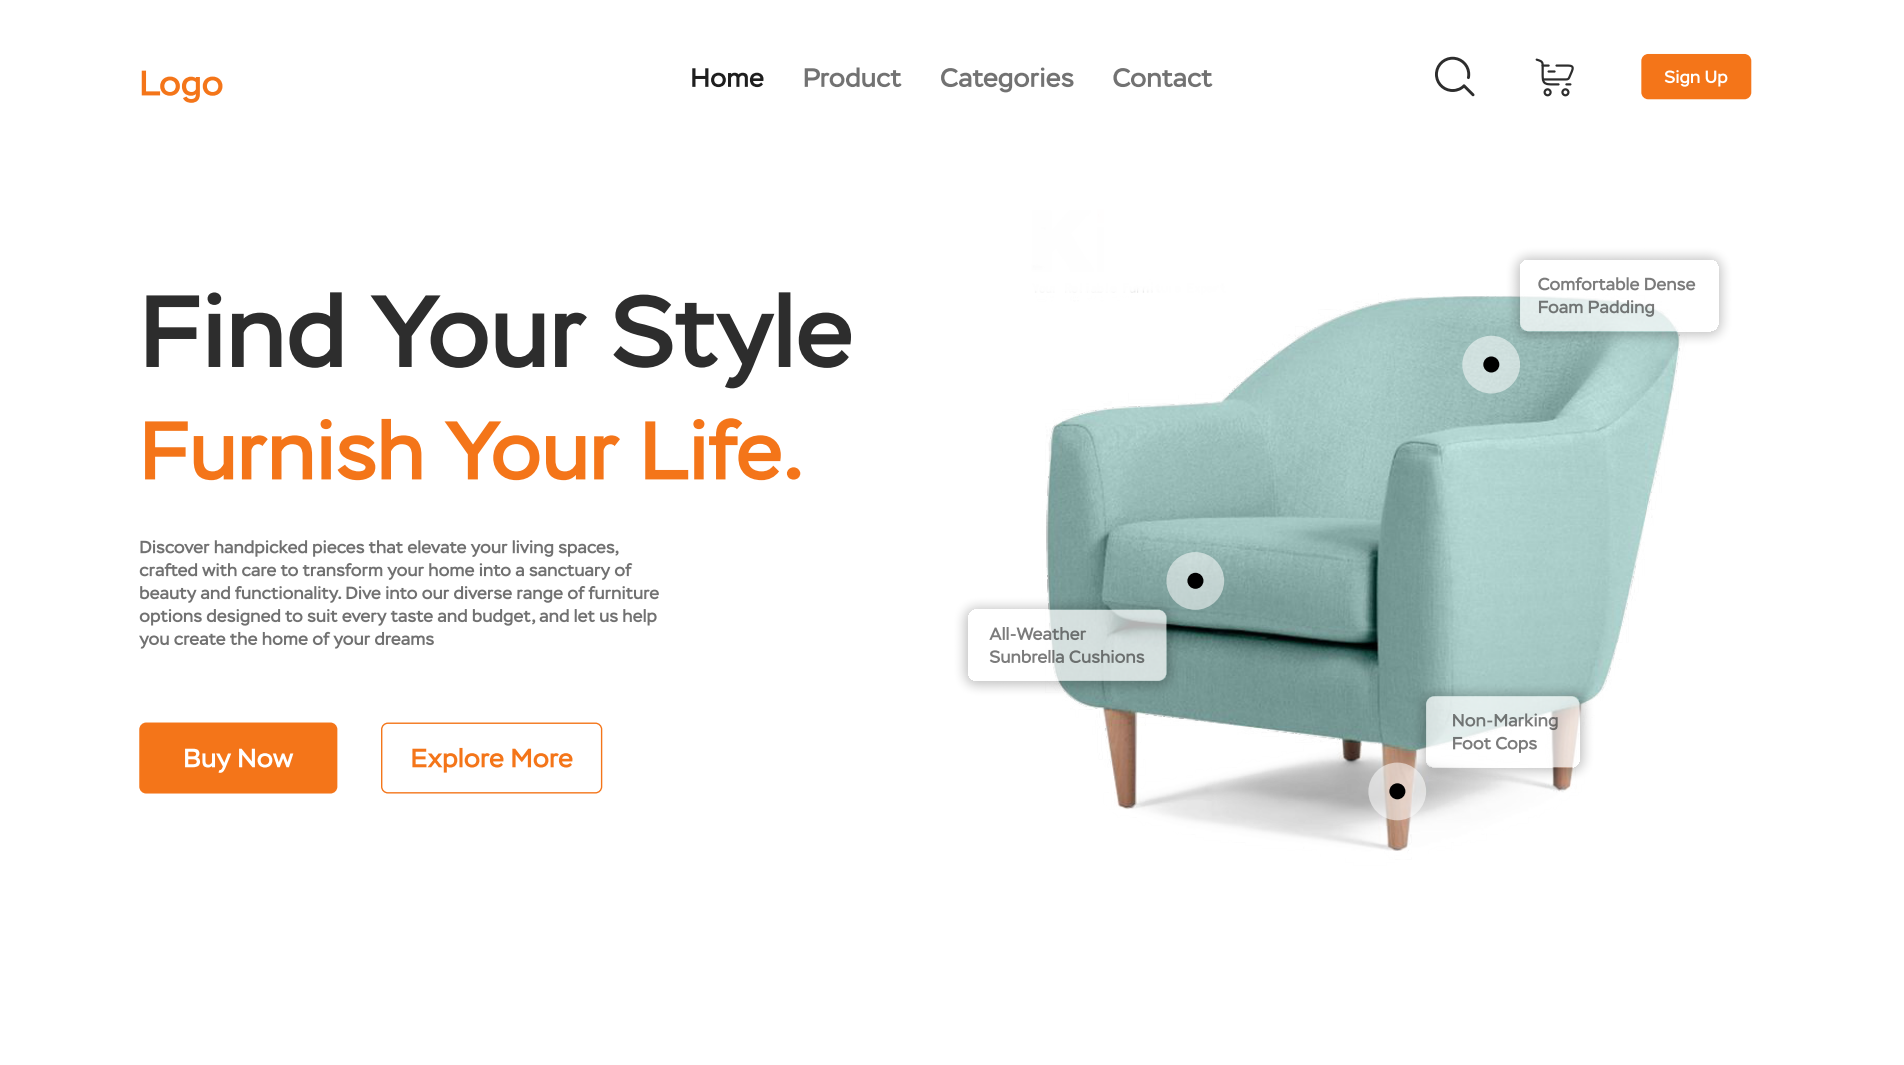 Logo
Home
Product
Categories
Contact
Sign Up
Find Your Style
Furnish Your Life.
Discover handpicked pieces that elevate your living spaces,
crafted with care to transform your home into a sanctuary of
beauty and functionality. Dive into our diverse range of furniture
options designed to suit every taste and budget, and let us help
you create the home of your dreams
Buy Now
Explore More
Comfortable Dense
Foam Padding
All-Weather
Sunbrella Cushions
Non-Marking
Foot Cops